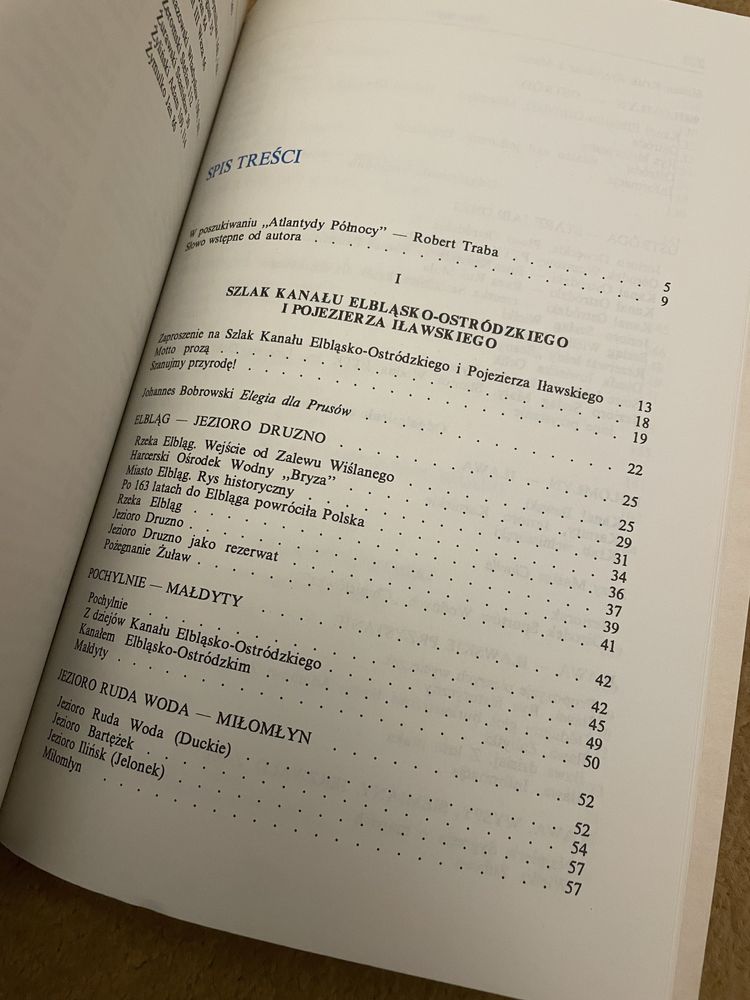 SPIS TREŚCI
W poszukiwaniu „Atlantydy Północy” — Robert Traba . . . . . . . 5
Słowo wstępne od autora . . . . . . . . . . . . . . 9
I
SZLAK KANAŁU ELBLĄSKO-OSTRÓDZKIEGO
I POJEZIERZA IŁAWSKIEGO
Zaproszenie na Szlak Kanału Elbląsko-Ostródzkiego i Pojezierza Iławskiego . 13
Motto prozą . . . . . . . . . . . . . . . . 18
Szanujmy przyrodę! . . . . . . . . . . . . . . . 19
Johannes Bobrowski Elegia dla Prusów . . . . . . . . . . 22
ELBLĄG — JEZIORO DRUZNO . . . . . . . . . . . 25
Rzeka Elbląg. Wejście od Zalewu Wiślanego . . . . . . . . 25
Harcerski Ośrodek Wodny „Bryza” . . . . . . . . . . . 29
Miasto Elbląg. Rys historyczny . . . . . . . . . . . . 31
Po 163 latach do Elbląga powróciła Polska . . . . . . . . . 34
Rzeka Elbląg . . . . . . . . . . . . . . . . 36
Jezioro Druzno . . . . . . . . . . . . . . . 37
Jezioro Druzno jako rezerwat . . . . . . . . . . . . 39
Pożegnanie Żuław . . . . . . . . . . . . . . . 41
POCHYLNIE — MAŁDYTY . . . . . . . . . . . . 42
Pochylnie . . . . . . . . . . . . . . . . . 42
Z dziejów Kanału Elbląsko-Ostródzkiego . . . . . . . . . 45
Kanałem Elbląsko-Ostródzkim . . . . . . . . . . . . 49
Małdyty . . . . . . . . . . . . . . . . . 50
JEZIORO RUDA WODA — MIŁOMŁYN . . . . . . . . . 52
Jezioro Ruda Woda (Duckie) . . . . . . . . . . . . 52
Jezioro Bartężek . . . . . . . . . . . . . . . 54
Jezioro Ilińsk (Jelonek) . . . . . . . . . . . . . . 57
Miłomłyn . . . . . . . . . . . . . . . . . 57